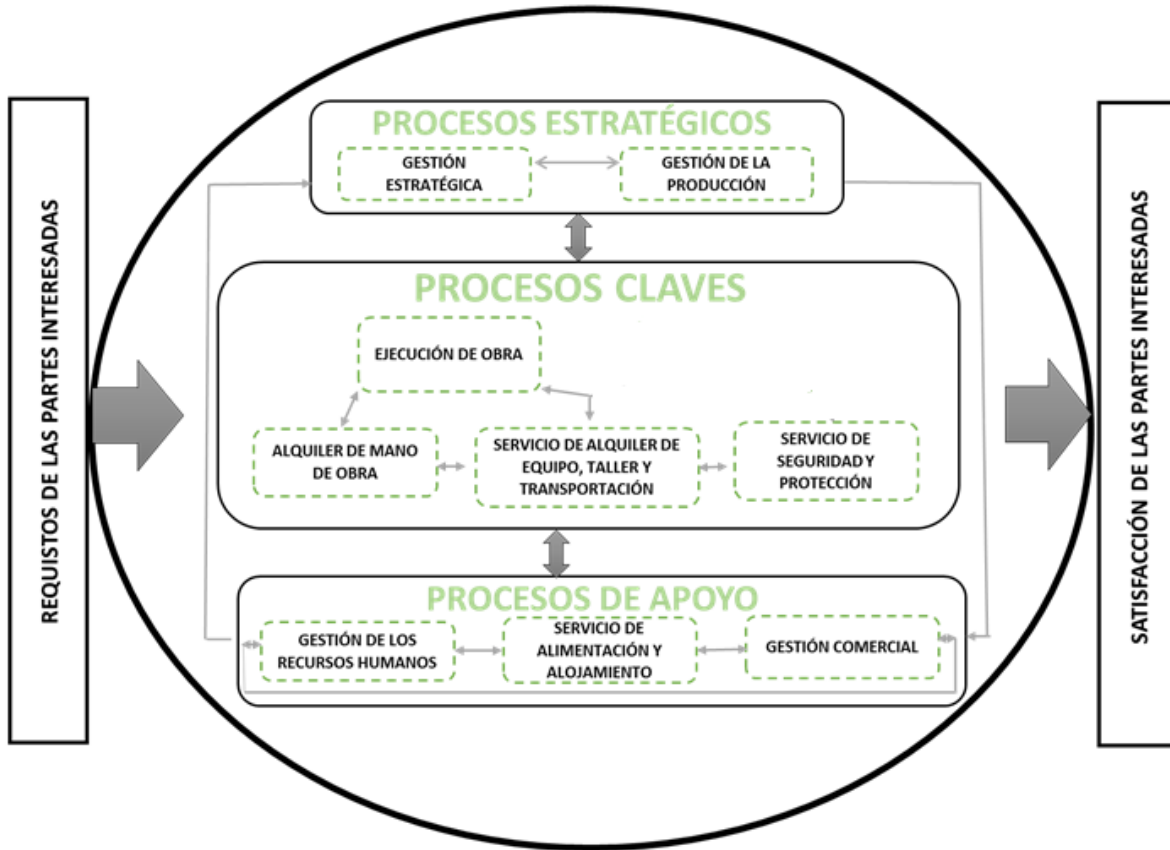 REQUISTOS DE LAS PARTES INTERESADAS
PROCESOS ESTRATÉGICOS
GESTIÓN
ESTRATÉGICA
GESTIÓN DE LA
PRODUCCIÓN
PROCESOS CLAVES
EJECUCIÓN DE OBRA
ALQUILER DE MANO
DE OBRA
SERVICIO DE ALQUILER DE
EQUIPO, TALLER Y
TRANSPORTACIÓN
SERVICIO DE
SEGURIDAD Y
PROTECCIÓN
PROCESOS DE APOYO
GESTIÓN DE LOS
RECURSOS HUMANOS
SERVICIO DE
ALIMENTACIÓN Y
ALOJAMIENTO
GESTIÓN COMERCIAL
SATISFACCIÓN DE LAS PARTES INTERESADAS